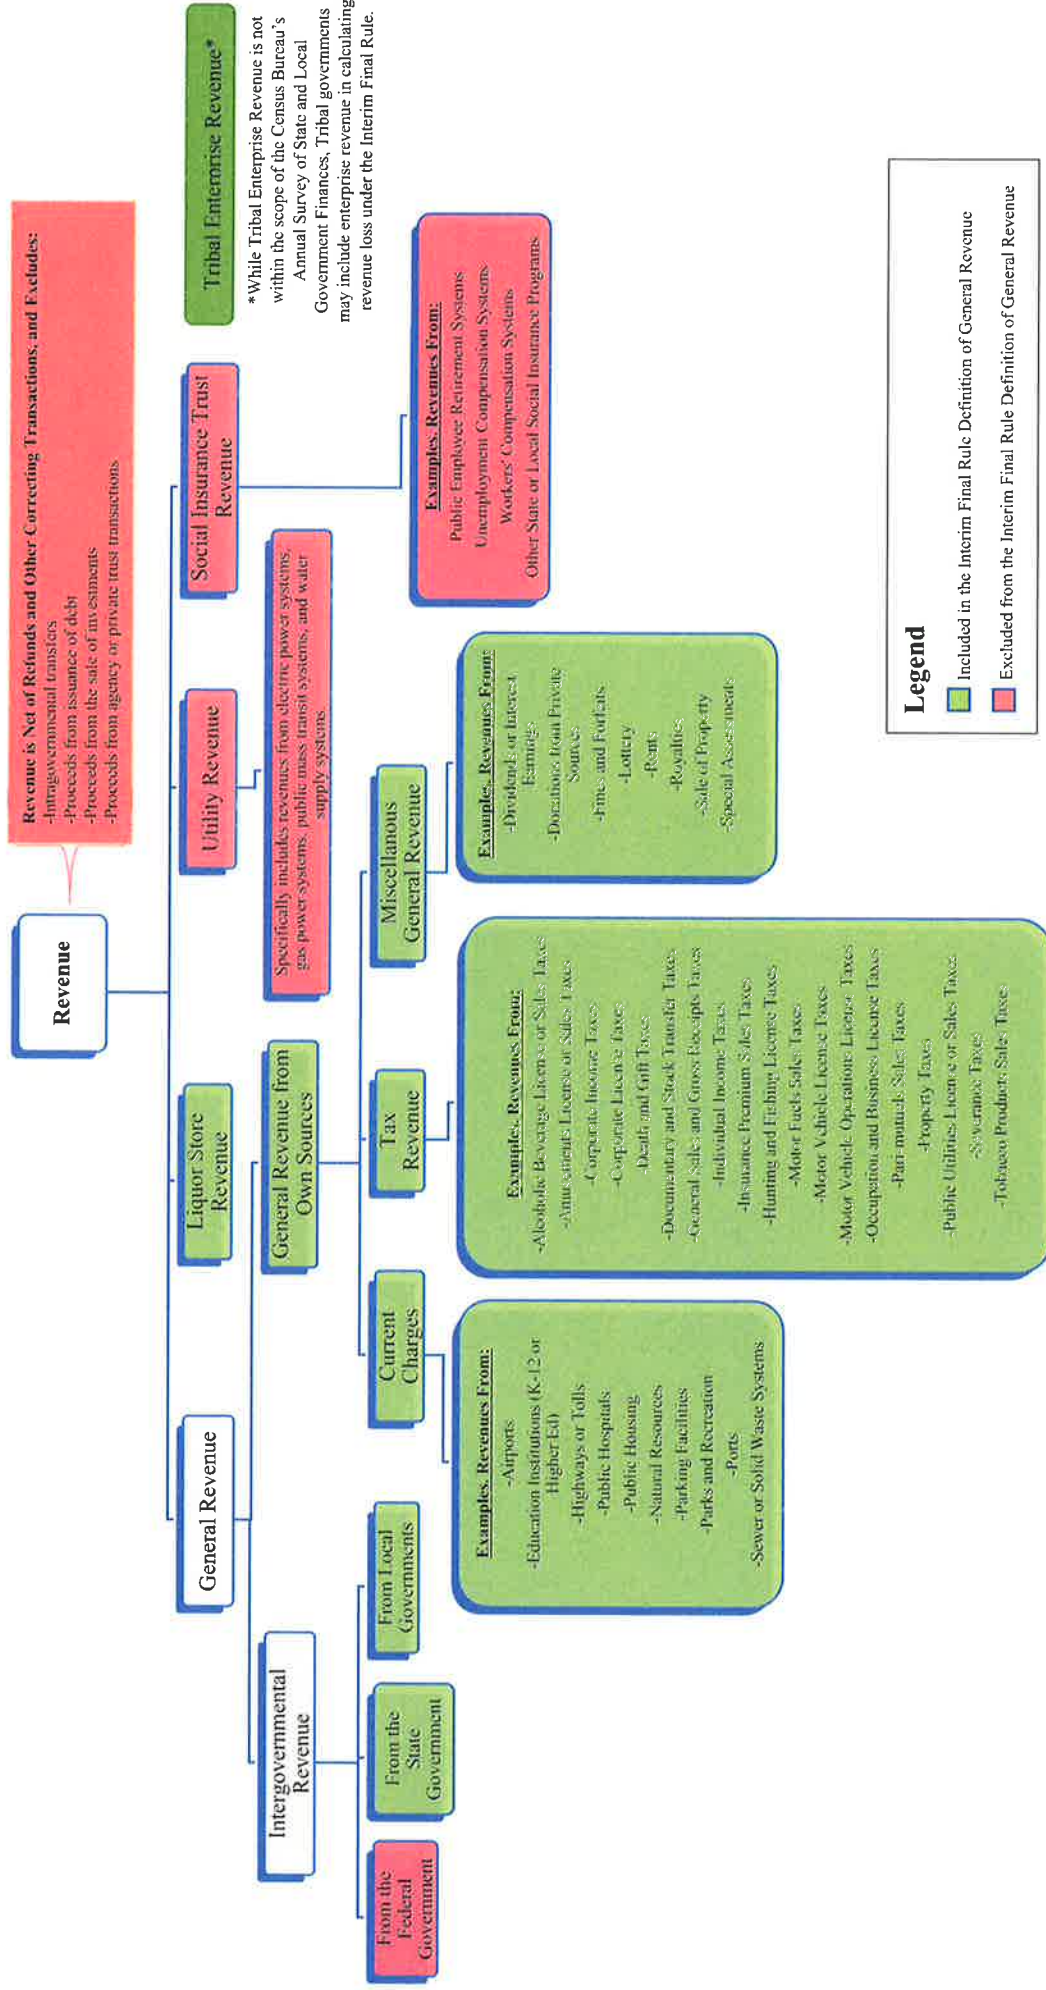 Revenue
Revenue is Net of Refunds and Other Correcting Transactions, and Excludes:
-Intragovernmental transfers
-Proceeds from issuance of debt
-Proceeds from the sale of investments
-Proceeds from agency or private trust transactions
General Revenue
Liquor Store
Revenue
Utility Revenue
Social Insurance Trust
Revenue
Tribal Enterprise Revenue*
*While Tribal Enterprise Revenue is not
within the scope of the Census Bureau's
Annual Survey of State and Local
Government Finances, Tribal governments
may include enterprise revenue in calculating
revenue loss under the Interim Final Rule.
Intergovernmental
Revenue
General Revenue from
Own Sources
Specifically includes revenues from electric power systems,
gas power systems, public mass transit systems, and water
supply systems
Examples, Revenues From:
Public Employee Retirement Systems
Unemployment Compensation Systems
Workers' Compensation Systems
Other State or Local Social Insurance Programs
From the
Federal
Government
From the
State
Government
From Local
Governments
Current
Charges
Tax
Revenue
Miscellanous
General Revenue
Examples, Revenues From:
-Airports
-Education Institutions (K-12 or
Higher Ed)
-Highways or Tolls
-Public Hospitals
-Public Housing
-Natural Resources
-Parking Facilities
-Parks and Recreation
-Ports
-Sewer or Solid Waste Systems
Examples, Revenues From:
-Alcoholic Beverage License or Sales Taxes
-Amusements License or Sales Taxes
-Corporate Income Taxes
-Corporate License Taxes
-Death and Gift Taxes
-Documentary and Stock Transfer Taxes
-General Sales and Gross Receipts Taxes
-Individual Income Taxes
-Insurance Premium Sales Taxes
-Hunting and Fishing License Taxes
-Motor Fuels Sales Taxes
-Motor Vehicle License Taxes
-Motor Vehicle Operations License Taxes
-Occupation and Business License Taxes
-Pari-mutuels Sales Taxes
-Property Taxes
-Public Utilities License or Sales Taxes
-Severance Taxes
-Tobacco Products Sales Taxes
Examples, Revenues From:
-Dividends or Interest
Earnings
-Donations from Private
Sources
-Fines and Forfeits
-Lottery
-Rents
-Royalties
-Sale of Property
-Special Assessments
Legend
Included in the Interim Final Rule Definition of General Revenue
Excluded from the Interim Final Rule Definition of General Revenue